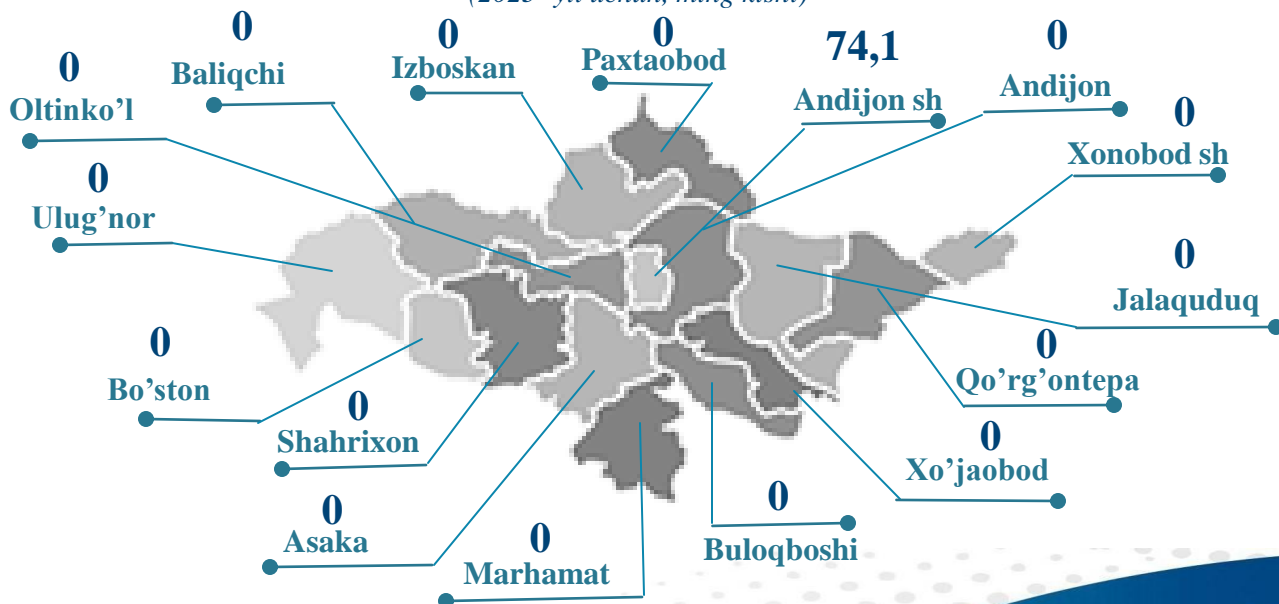 0
Baliqchi
0
Izboskan
0
Paxtaobod
74,1
Andijon sh
0
Andijon
0
Oltinko’l
0
Xonobod sh
0
Ulug’nor
0
Jalaquduq
0
Bo’ston
0
Qo’rg’ontepa
0
Shahrixon
0
Xo’jaobod
0
Asaka
0
Marhamat
0
Buloqboshi